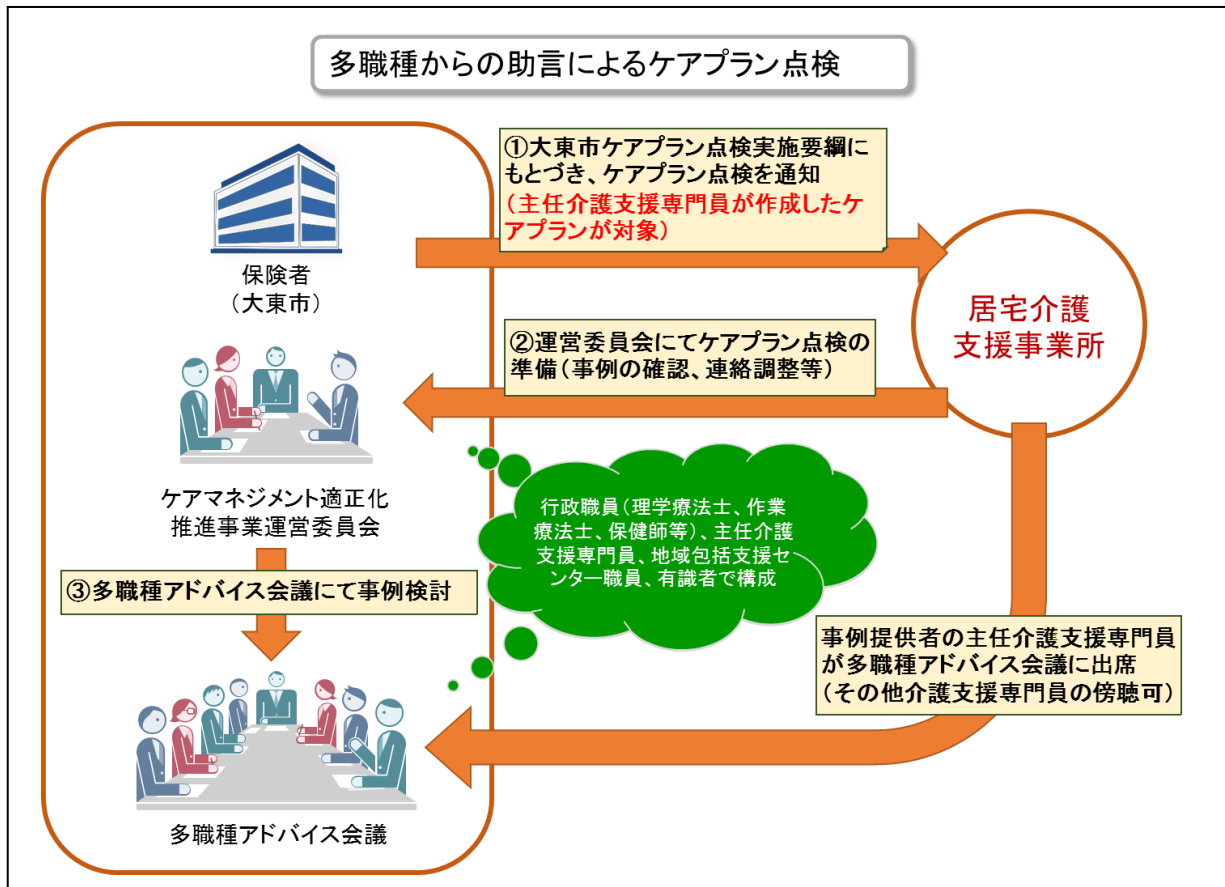 多職種からの助言によるケアプラン点検
①大東市ケアプラン点検実施要綱に
もとづき、ケアプラン点検を通知
（主任介護支援専門員が作成したケ
アプランが対象）
保険者
（大東市）
居宅介護
支援事業所
②運営委員会にてケアプラン点検の
準備（事例の確認、連絡調整等）
ケアマネジメント適正化
推進事業運営委員会
行政職員（理学療法士、作業
療法士、保健師等）、主任介護
支援専門員、地域包括支援セ
ンター職員、有識者で構成
③多職種アドバイス会議にて事例検討
事例提供者の主任介護支援専門員
が多職種アドバイス会議に出席
（その他介護支援専門員の傍聴可）
多職種アドバイス会議